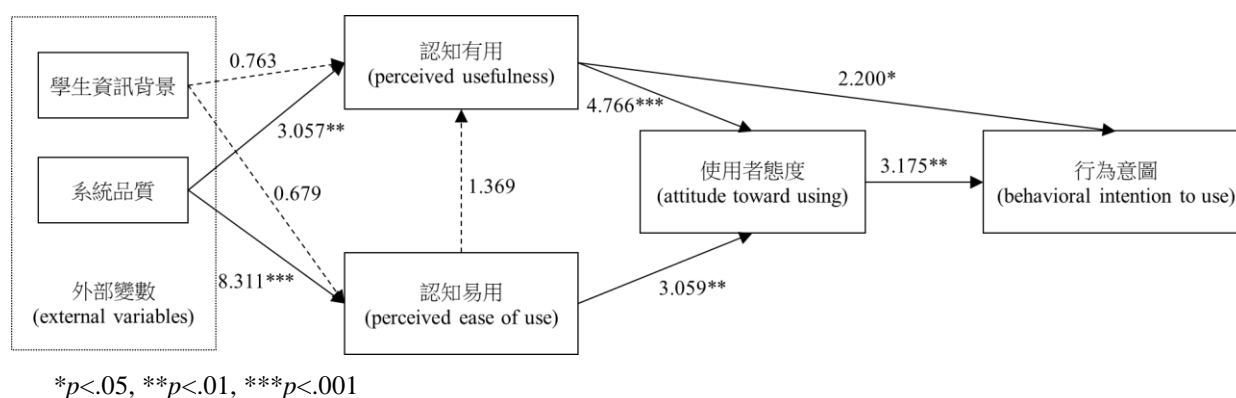 學生資訊背景
系統品質
外部變數
(external variables)
0.763
3.057**
0.679
8.311***
認知有用
(perceived usefulness)
1.369
認知易用
(perceived ease of use)
4.766***
2.200*
3.059**
使用者態度
(attitude toward using)
3.175**
行為意圖
(behavioral intention to use)
*p<.05, **p<.01, ***p<.001